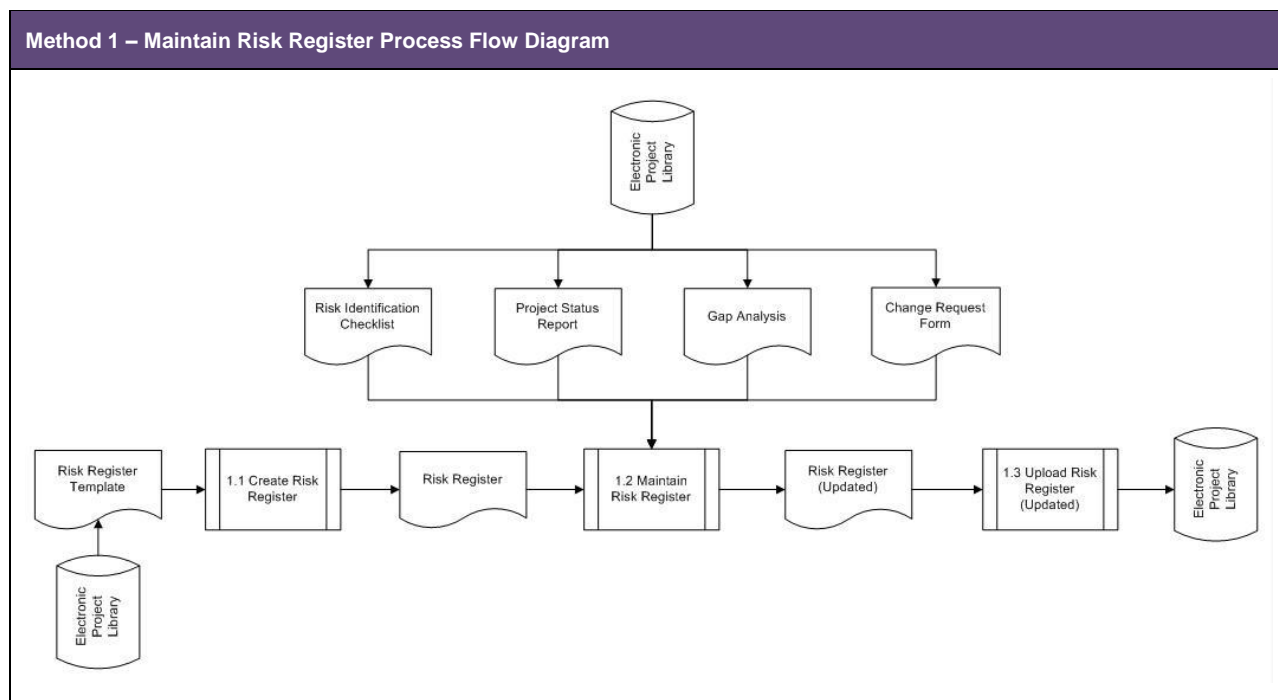 Method 1 – Maintain Risk Register Process Flow Diagram
Electronic
Project
Library
Risk Identification
Checklist
Project Status
Report
Gap Analysis
Change Request
Form
Risk Register
Template
1.1 Create Risk
Register
Risk Register
1.2 Maintain
Risk Register
Risk Register
(Updated)
1.3 Upload Risk
Register
(Updated)
Electronic
Project
Library
Electronic
Project
Library